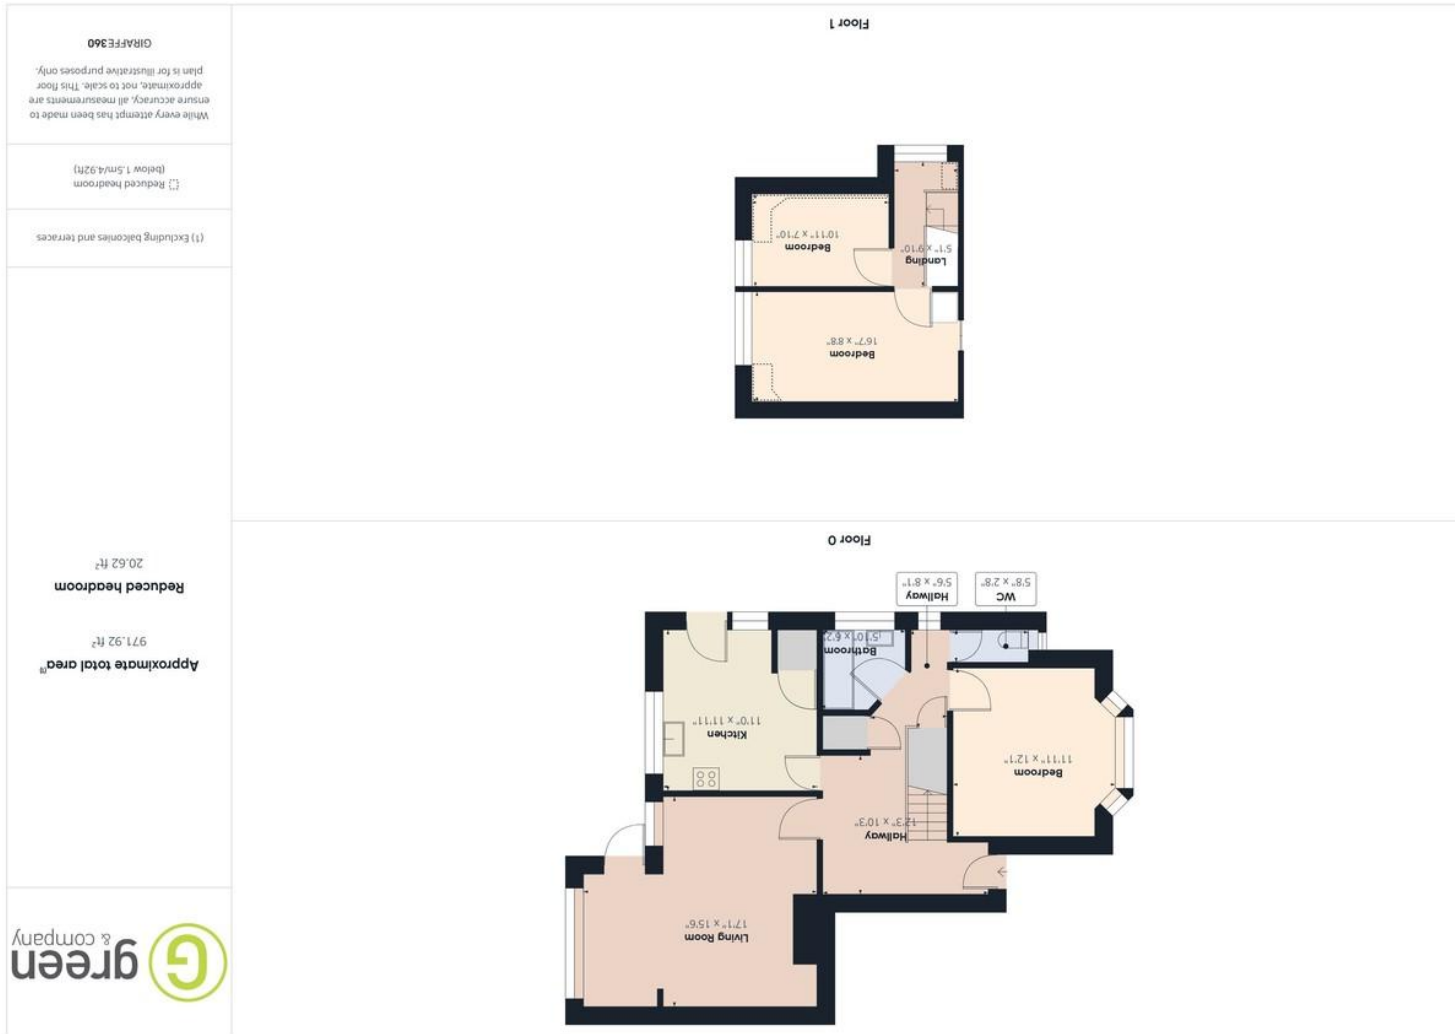 green
& company
G
Approximate total area(1)
971.92 ft²
Reduced headroom
20.62 ft²
(1) Excluding balconies and terraces
Reduced headroom
(below 1.5m/4.92ft)
While every attempt has been made to
ensure accuracy, all measurements are
approximate, not to scale. This floor
plan is for illustrative purposes only.
GIRAFFE360
Living Room
17'1" x 15'6"
Hallway
12'3" x 10'3"
Bedroom
11'11" x 12'1"
Kitchen
11'0" x 11'11"
Bathroom
5'10" x 6'2"
WC
5'8" x 2'8"
Hallway
5'6" x 8'1"
Floor 0
Bedroom
16'7" x 8'8"
Landing
5'1" x 9'10"
Bedroom
10'11" x 7'10"
Floor 1